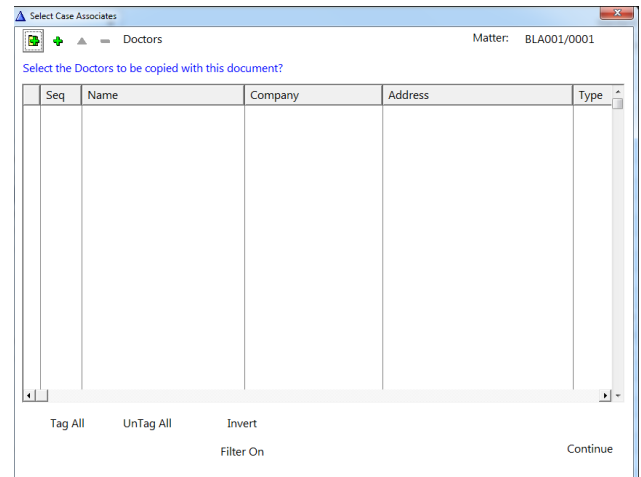 Select Case Associates
Doctors Matter: BLA001/0001
Select the Doctors to be copied with this document?
Seq Name Company Address Type
Tag All UnTag All Invert
Filter On Continue